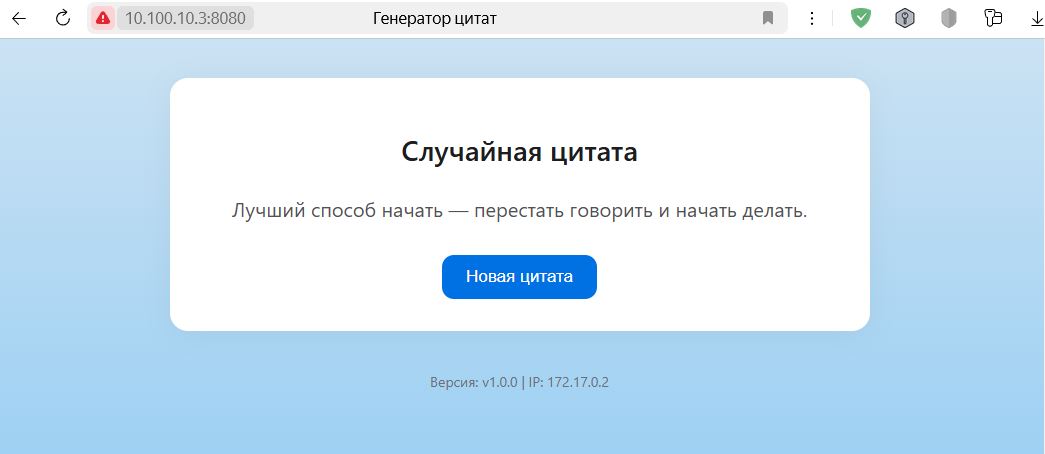 10.100.10.3:8080 Генератор цитат
Случайная цитата
Лучший способ начать — перестать говорить и начать делать.
Новая цитата
Версия: v1.0.0 | IP: 172.17.0.2